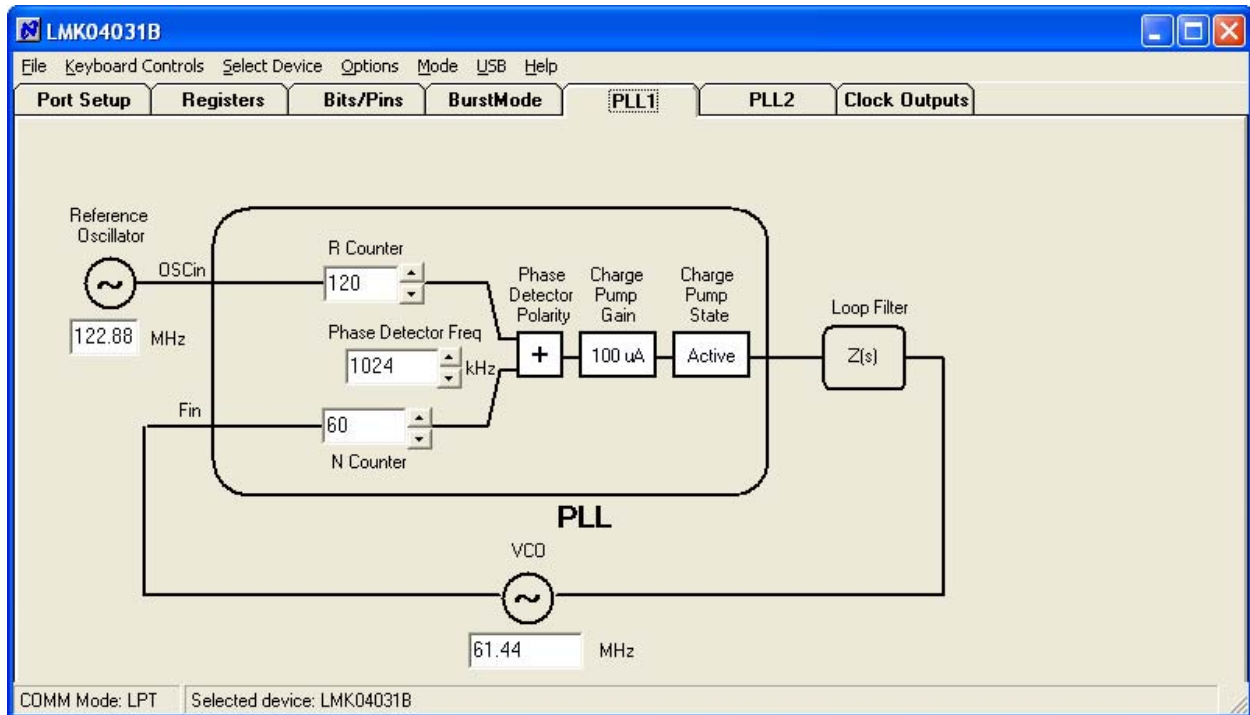 LMK04031B
File Keyboard Controls Select Device Options Mode USB Help
Port Setup Registers Bits/Pins BurstMode PLL1 PLL2 Clock Outputs
Reference
Oscillator
OSCin
122.88 MHz
R Counter
120
Phase Detector Freq
1024 kHz
Fin
60
N Counter
Phase
Detector
Polarity
+
Charge
Pump
Gain
100 uA
Charge
Pump
State
Active
Loop Filter
Z(s)
PLL
VCO
61.44 MHz
COMM Mode: LPT Selected device: LMK04031B